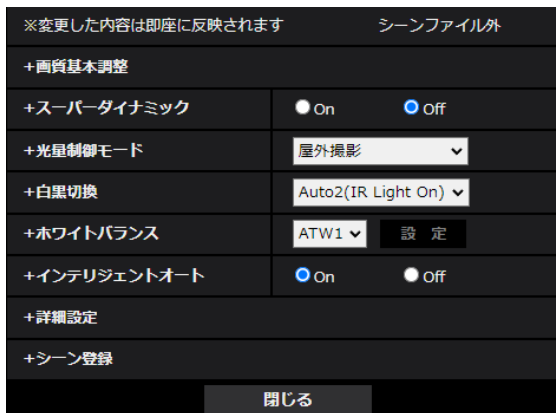 ※変更した内容は即座に反映されます シーンファイル外
+画質基本調整
+スーパーダイナミック On Off
+光量制御モード 屋外撮影
+白黒切換 Auto2(IR Light On)
+ホワイトバランス ATW1 設 定
+インテリジェントオート On Off
+詳細設定
+シーン登録
閉じる